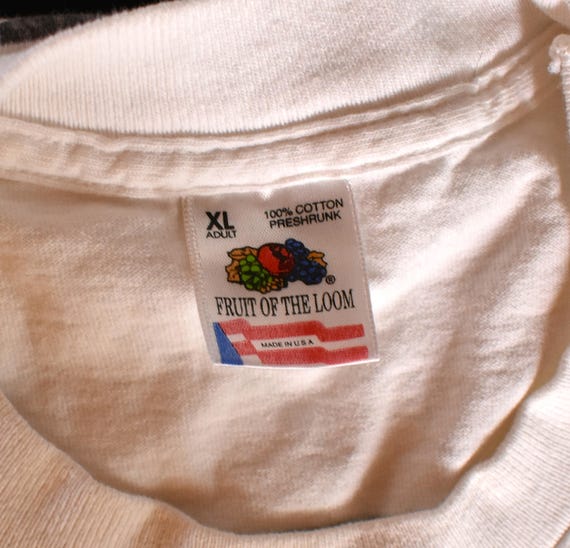 XL 100% COTTON
ADULT PRESHRUNK
®
FRUIT OF THE LOOM
MADE IN U.S.A